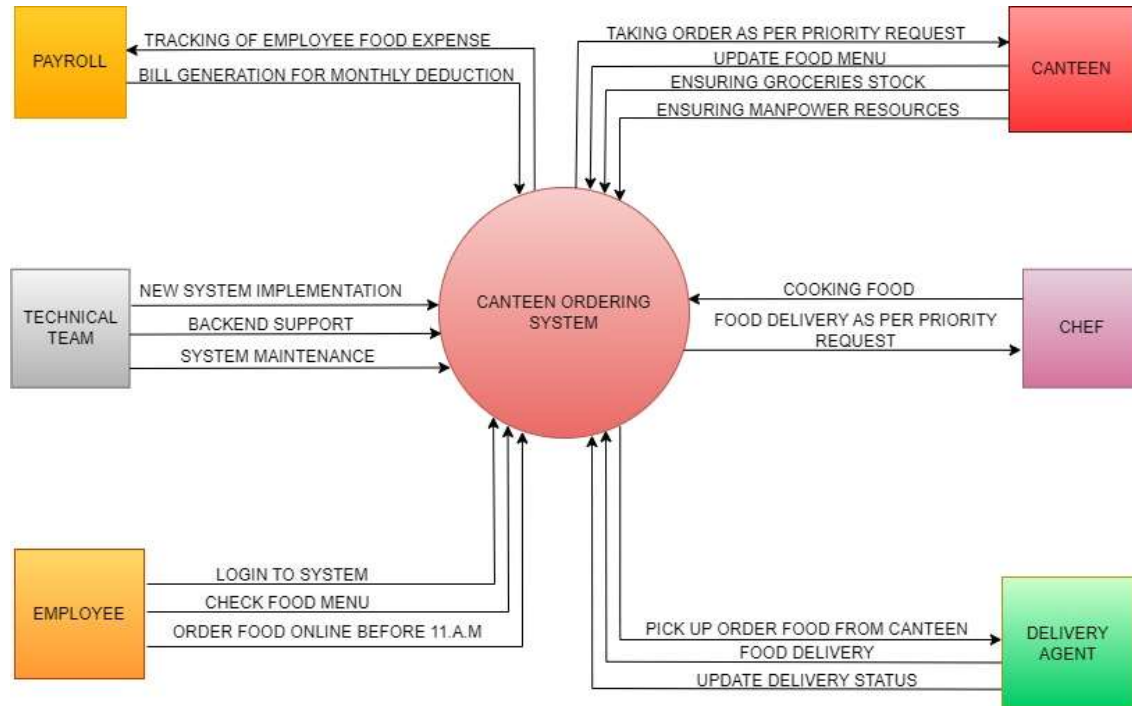 PAYROLL
TRACKING OF EMPLOYEE FOOD EXPENSE
BILL GENERATION FOR MONTHLY DEDUCTION
TAKING ORDER AS PER PRIORITY REQUEST
UPDATE FOOD MENU
ENSURING GROCERIES STOCK
ENSURING MANPOWER RESOURCES
CANTEEN
TECHNICAL
TEAM
NEW SYSTEM IMPLEMENTATION
BACKEND SUPPORT
SYSTEM MAINTENANCE
CANTEEN ORDERING
SYSTEM
COOKING FOOD
FOOD DELIVERY AS PER PRIORITY
REQUEST
CHEF
EMPLOYEE
LOGIN TO SYSTEM
CHECK FOOD MENU
ORDER FOOD ONLINE BEFORE 11.A.M
PICK UP ORDER FOOD FROM CANTEEN
FOOD DELIVERY
UPDATE DELIVERY STATUS
DELIVERY
AGENT